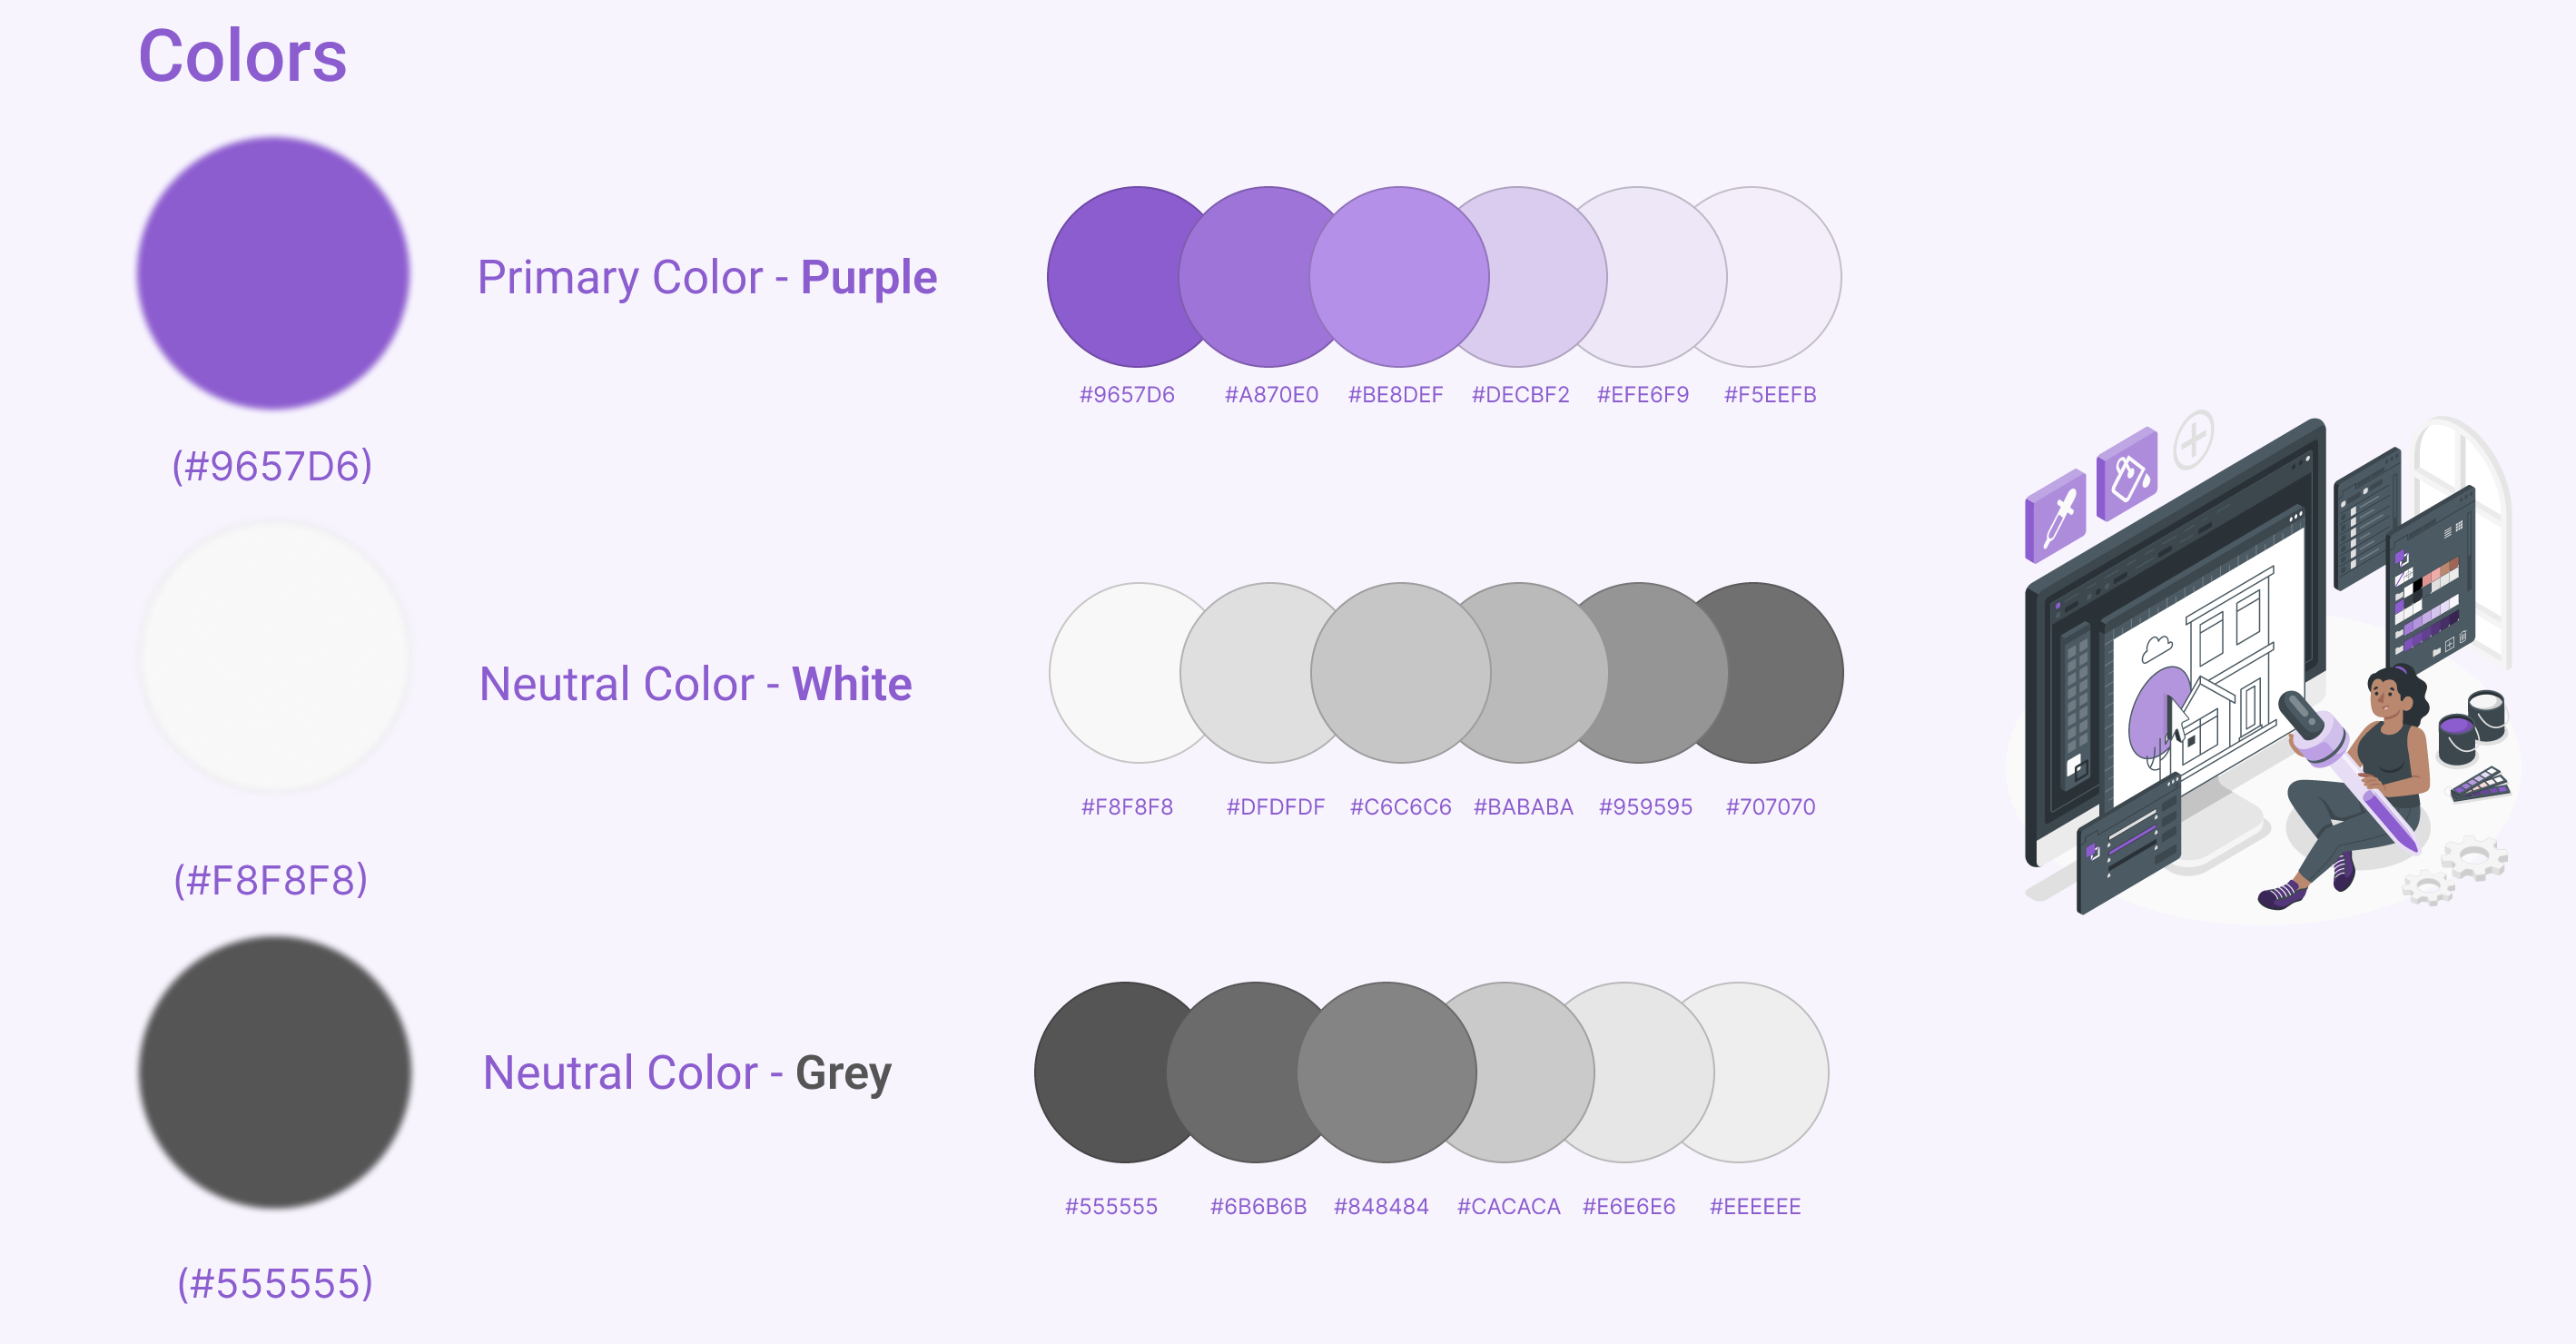 Colors
Primary Color - Purple
#9657D6 #A870E0 #BE8DEF #DECBF2 #EFE6F9 #F5EEFB
(#9657D6)
Neutral Color - White
#F8F8F8 #DFDFDF #C6C6C6 #BABABA #959595 #707070
(#F8F8F8)
Neutral Color - Grey
#555555 #6B6B6B #848484 #CACACA #E6E6E6 #EEEEEE
(#555555)